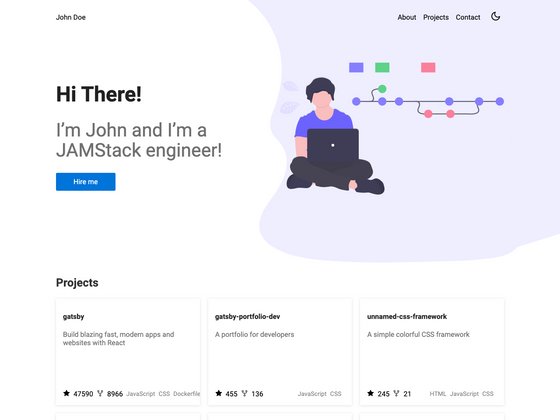 John Doe
About Projects Contact
Hi There!
I'm John and I'm a
JAMStack engineer!
Hire me
Projects
gatsby
Build blazing fast, modern apps and
websites with React
47590 8966 JavaScript CSS Dockerfile
gatsby-portfolio-dev
A portfolio for developers
455 136 JavaScript CSS
unnamed-css-framework
A simple colorful CSS framework
245 21 HTML JavaScript CSS